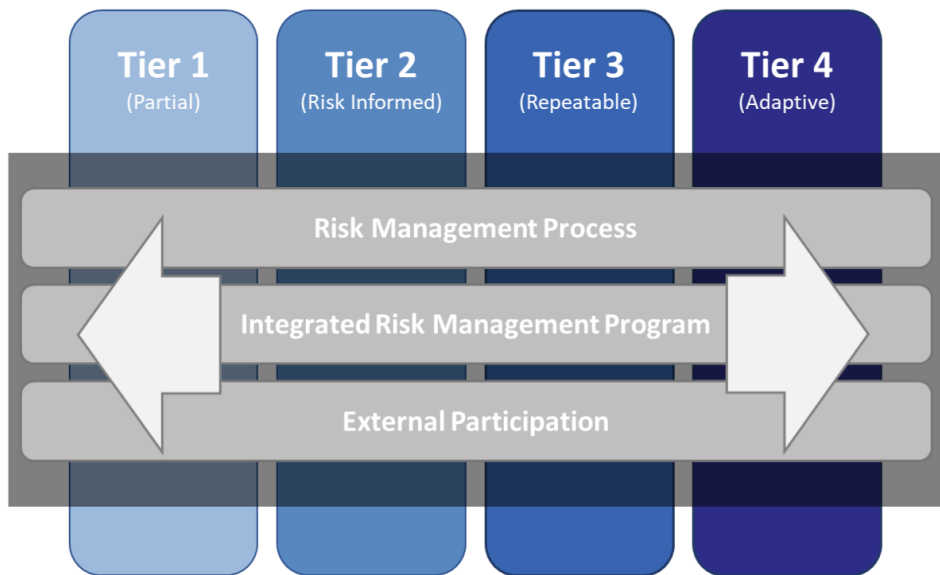 Tier 1
(Partial)
Tier 2
(Risk Informed)
Tier 3
(Repeatable)
Tier 4
(Adaptive)
Risk Management Process
Integrated Risk Management Program
External Participation